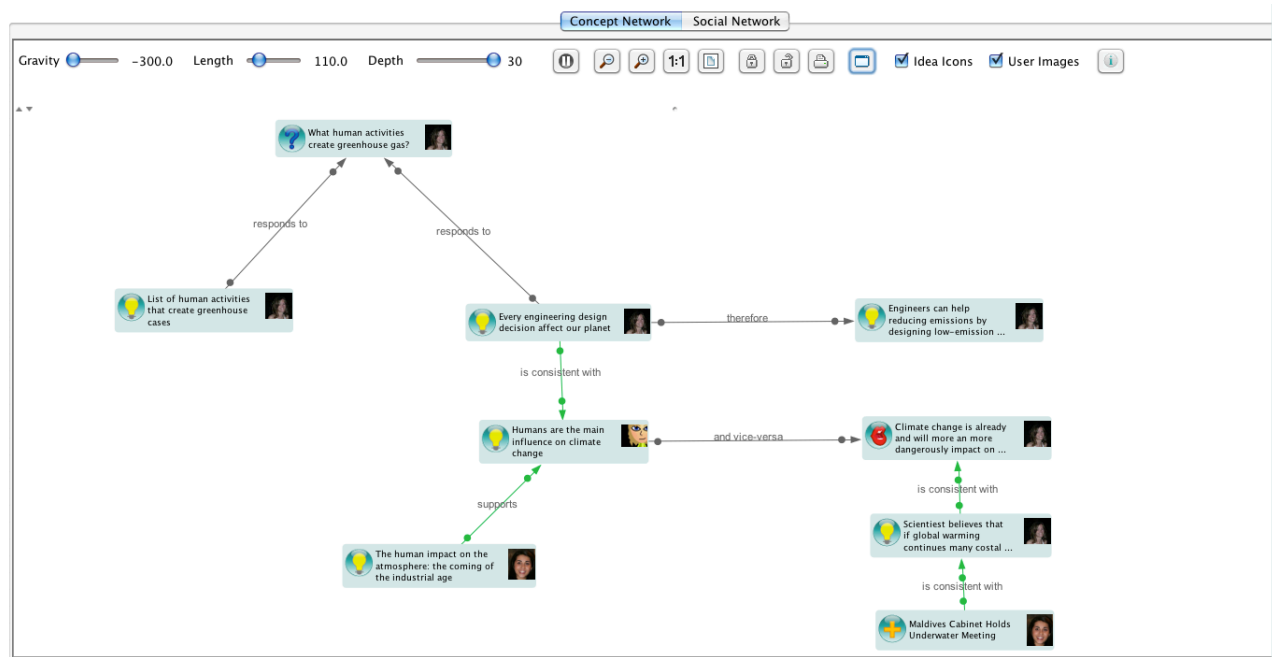 Concept Network Social Network
Gravity -300.0 Length 110.0 Depth 30 1:1 Idea Icons User Images
What human activities
create greenhouse gas?
responds to
responds to
List of human activities
that create greenhouse
cases
Every engineering design
decision affect our planet
therefore
Engineers can help
reducing emissions by
designing low-emission ...
is consistent with
Humans are the main
influence on climate
change
and vice-versa
Climate change is already
and will more an more
dangerously impact on ...
is consistent with
supports
Scientiest believes that
if global warming
continues many costal ...
The human impact on the
atmosphere: the coming of
the industrial age
is consistent with
Maldives Cabinet Holds
Underwater Meeting